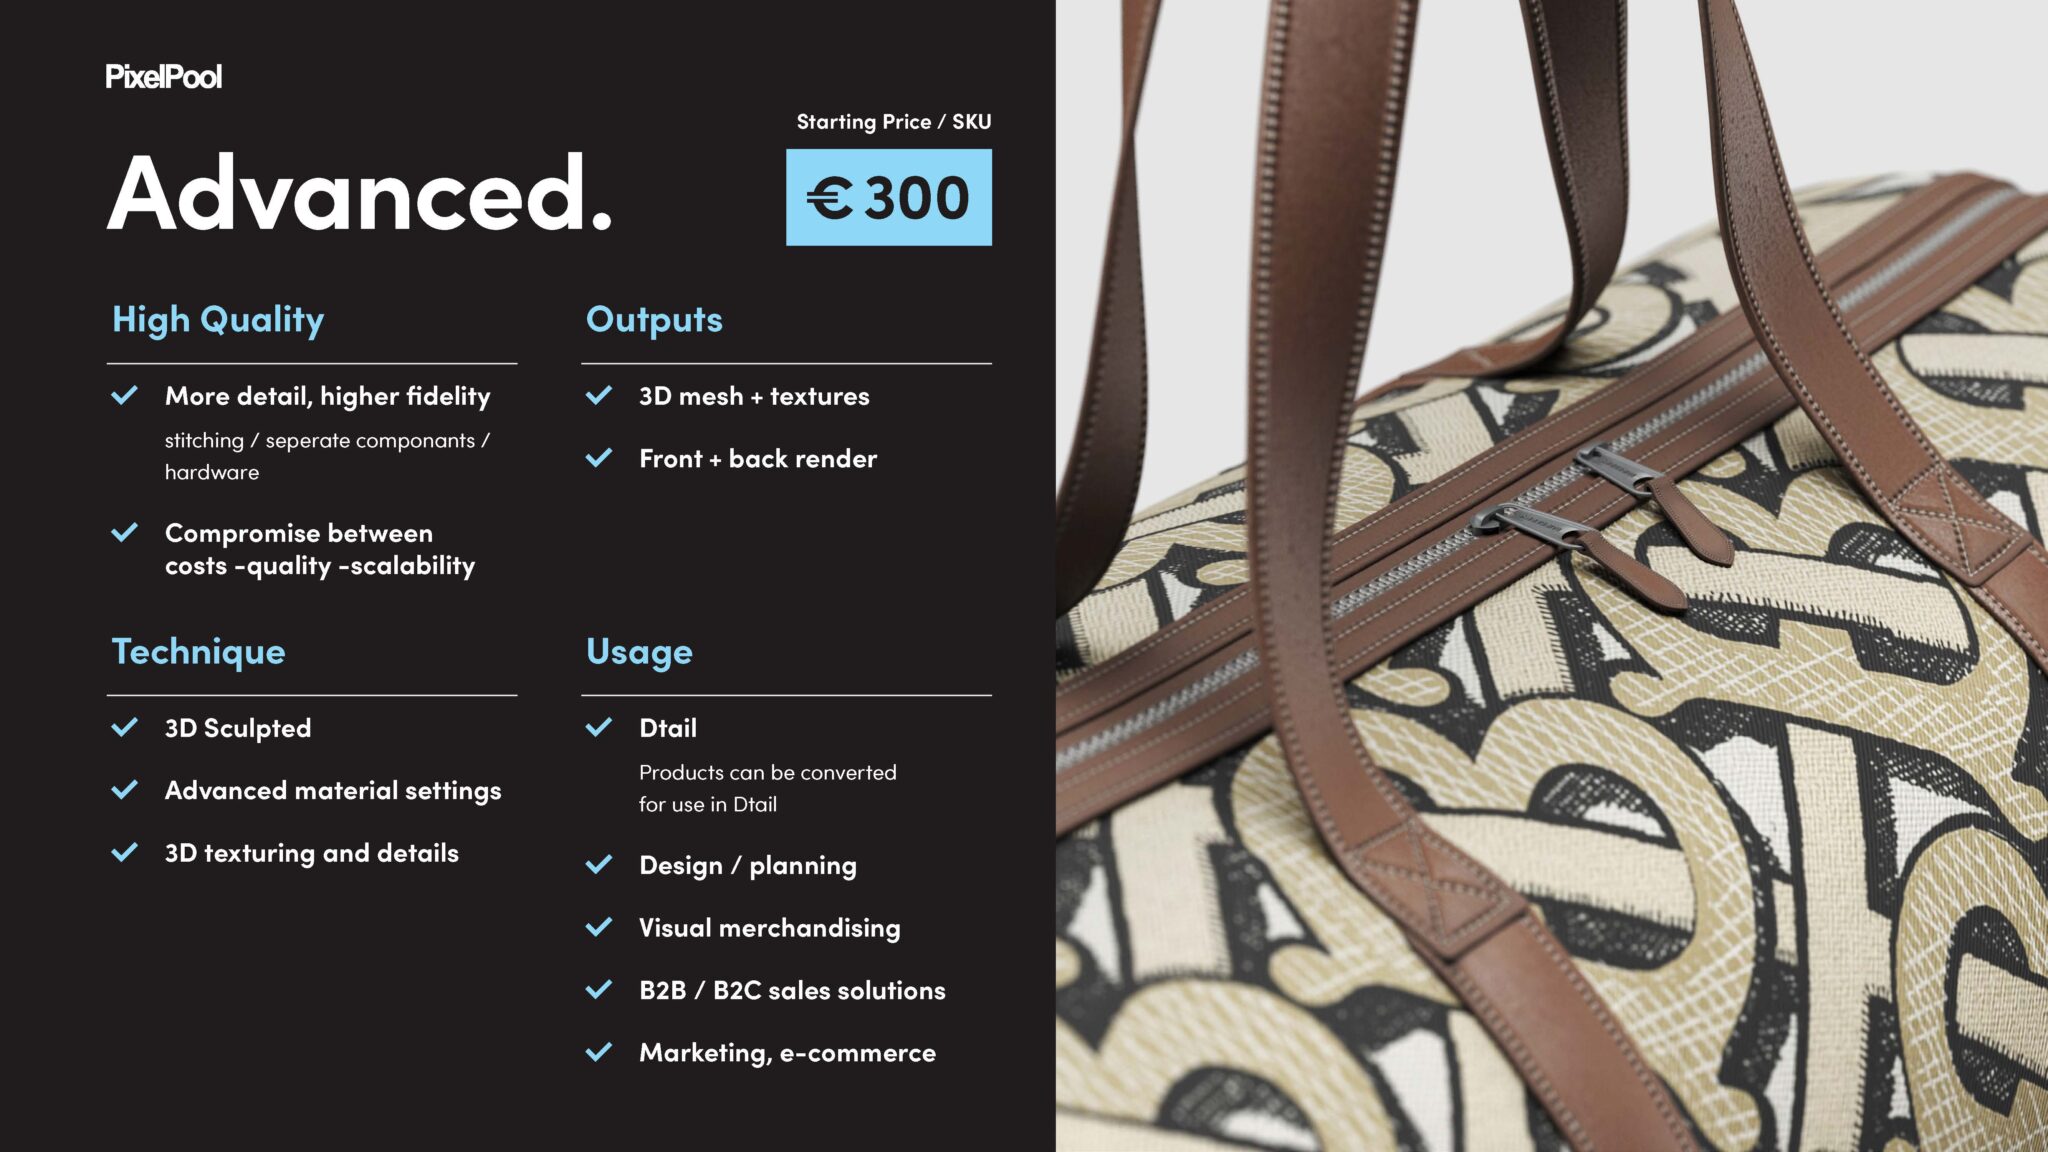 PixelPool
Advanced.
Starting Price / SKU
€300
High Quality
More detail, higher fidelity
stitching / seperate componants /
hardware
Compromise between
costs -quality -scalability
Outputs
3D mesh + textures
Front + back render
Technique
3D Sculpted
Advanced material settings
3D texturing and details
Usage
Dtail
Products can be converted
for use in Dtail
Design / planning
Visual merchandising
B2B / B2C sales solutions
Marketing, e-commerce